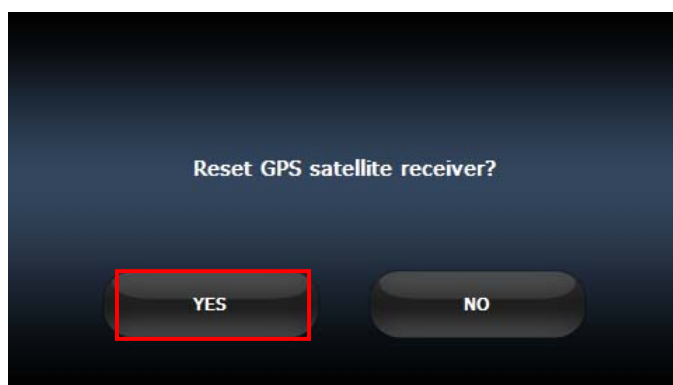 Reset GPS satellite receiver?
YES
NO